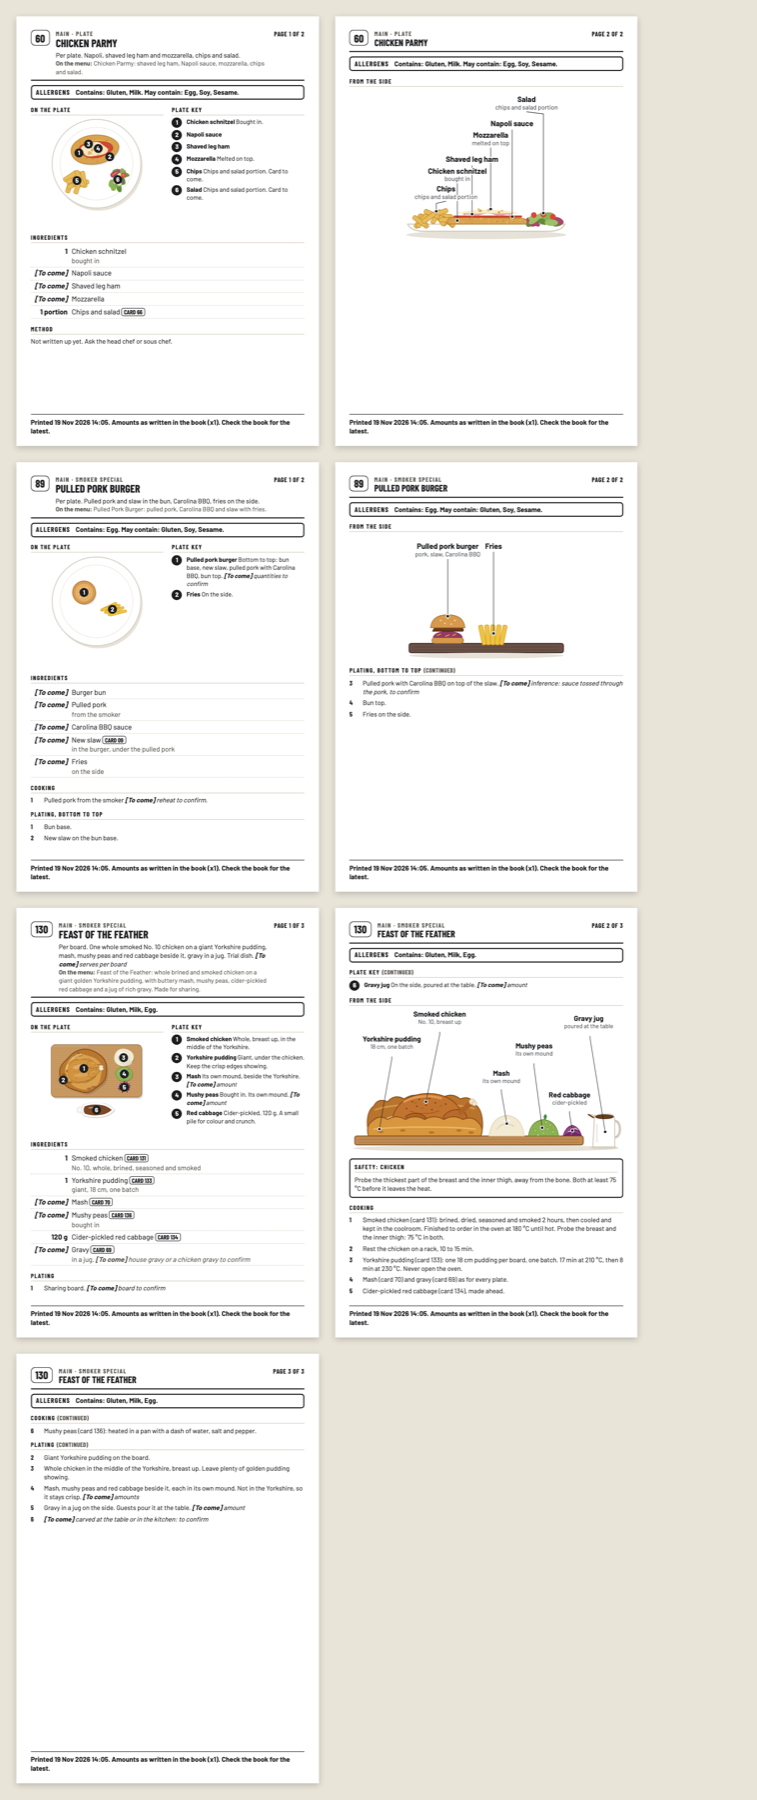 60
MAIN · PLATE
PAGE 1 OF 2
CHICKEN PARMY
Per plate. Napoli, shaved leg ham and mozzarella, chips and salad.
On the menu: Chicken Parmy: shaved leg ham, Napoli sauce, mozzarella, chips
and salad.
ALLERGENS Contains: Gluten, Milk. May contain: Egg, Soy, Sesame.
ON THE PLATE
1
2
3
4
5
6
PLATE KEY
1 Chicken schnitzel Bought in.
2 Napoli sauce
3 Shaved leg ham
4 Mozzarella Melted on top.
5 Chips Chips and salad portion. Card to
come.
6 Salad Chips and salad portion. Card to
come.
INGREDIENTS
1 Chicken schnitzel
bought in
[To come] Napoli sauce
[To come] Shaved leg ham
[To come] Mozzarella
1 portion Chips and salad CARD 66
METHOD
Not written up yet. Ask the head chef or sous chef.
Printed 19 Nov 2026 14:05. Amounts as written in the book (x1). Check the book for the
latest.
60
MAIN · PLATE
PAGE 2 OF 2
CHICKEN PARMY
ALLERGENS Contains: Gluten, Milk. May contain: Egg, Soy, Sesame.
FROM THE SIDE
Salad
chips and salad portion
Napoli sauce
Mozzarella
melted on top
Shaved leg ham
Chicken schnitzel
bought in
Chips
chips and salad portion
89
MAIN · SMOKER SPECIAL
PAGE 1 OF 2
PULLED PORK BURGER
Per plate. Pulled pork and slaw in the bun, Carolina BBQ, fries on the side.
On the menu: Pulled Pork Burger: pulled pork, Carolina BBQ and slaw with fries.
ALLERGENS Contains: Egg. May contain: Gluten, Soy, Sesame.
ON THE PLATE
1
2
PLATE KEY
1 Pulled pork burger Bottom to top: bun
base, new slaw, pulled pork with Carolina
BBQ, bun top. [To come] quantities to
confirm
2 Fries On the side.
INGREDIENTS
[To come] Burger bun
[To come] Pulled pork
from the smoker
[To come] Carolina BBQ sauce
[To come] New slaw
in the burger, under the pulled pork
[To come] Fries
on the side
COOKING
1 Pulled pork from the smoker [To come] reheat to confirm.
PLATING, BOTTOM TO TOP
1 Bun base.
2 New slaw on the bun base.
Printed 19 Nov 2026 14:05. Amounts as written in the book (x1). Check the book for the
latest.
89
MAIN · SMOKER SPECIAL
PAGE 2 OF 2
PULLED PORK BURGER
ALLERGENS Contains: Egg. May contain: Gluten, Soy, Sesame.
FROM THE SIDE
Pulled pork burger
pork, slaw, Carolina BBQ
Fries
PLATING, BOTTOM TO TOP (CONTINUED)
3 Pulled pork with Carolina BBQ on top of the slaw. [To come] inference: sauce tossed through
the pork, to confirm
4 Bun top.
5 Fries on the side.
130
MAIN · SMOKER SPECIAL
PAGE 1 OF 3
FEAST OF THE FEATHER
Per board. One whole smoked No. 10 chicken on a giant Yorkshire pudding,
mash, mushy peas and red cabbage beside it, gravy in a jug. Trial dish. [To
come] serves per board
On the menu: Feast of the Feather: whole brined and smoked chicken on a
giant golden Yorkshire pudding, with buttery mash, mushy peas, cider-pickled
red cabbage and a jug of rich gravy. Made for sharing.
ALLERGENS Contains: Gluten, Milk, Egg.
ON THE PLATE
1
2
3
4
5
6
PLATE KEY
1 Smoked chicken Whole, breast up, in the
middle of the Yorkshire.
2 Yorkshire pudding Giant, under the chicken.
Keep the crisp edges showing.
3 Mash Its own mound, beside the Yorkshire.
[To come] amount
4 Mushy peas Bought in. Its own mound. [To
come] amount
5 Red cabbage Cider-pickled, 120 g. A small
pile for colour and crunch.
INGREDIENTS
1 Smoked chicken CARD 131
No. 10, whole, brined, seasoned and smoked
1 Yorkshire pudding CARD 133
giant, 18 cm, one batch
[To come] Mash CARD 70
[To come] Mushy peas CARD 136
bought in
120 g Cider-pickled red cabbage CARD 134
[To come] Gravy CARD 69
in a jug. [To come] house gravy or a chicken gravy to confirm
PLATING
1 Sharing board. [To come] board to confirm
Printed 19 Nov 2026 14:05. Amounts as written in the book (x1). Check the book for the
latest.
130
MAIN · SMOKER SPECIAL
PAGE 2 OF 3
FEAST OF THE FEATHER
ALLERGENS Contains: Gluten, Milk, Egg.
PLATE KEY (CONTINUED)
6 Gravy jug On the side, poured at the table. [To come] amount
FROM THE SIDE
Smoked chicken
No. 10, breast up
Gravy jug
poured at the table
Yorkshire pudding
18 cm, one batch
Mushy peas
its own mound
Mash
its own mound
Red cabbage
cider-pickled
SAFETY: CHICKEN
Probe the thickest part of the breast and the inner thigh, away from the bone. Both at least 75
°C before it leaves the heat.
COOKING
1 Smoked chicken (card 131): brined, dried, seasoned and smoked 2 hours, then cooled and
kept in the coolroom. Finished to order in the oven at 180 °C until hot. Probe the breast and
the inner thigh: 75 °C in both.
2 Rest the chicken on a rack, 10 to 15 min.
3 Yorkshire pudding (card 133): one 18 cm pudding per board, one batch. 17 min at 210 °C, then 8
min at 230 °C. Never open the oven.
4 Mash (card 70) and gravy (card 69) as for every plate.
5 Cider-pickled red cabbage (card 134), made ahead.
Printed 19 Nov 2026 14:05. Amounts as written in the book (x1). Check the book for the
latest.
130
MAIN · SMOKER SPECIAL
PAGE 3 OF 3
FEAST OF THE FEATHER
ALLERGENS Contains: Gluten, Milk, Egg.
COOKING (CONTINUED)
6 Mushy peas (card 136): heated in a pan with a dash of water, salt and pepper.
PLATING (CONTINUED)
2 Giant Yorkshire pudding on the board.
3 Whole chicken in the middle of the Yorkshire, breast up. Leave plenty of golden pudding
showing.
4 Mash, mushy peas and red cabbage beside it, each in its own mound. Not in the Yorkshire, so
it stays crisp. [To come] amounts
5 Gravy in a jug on the side. Guests pour it at the table. [To come] amount
6 [To come] carved at the table or in the kitchen: to confirm
Printed 19 Nov 2026 14:05. Amounts as written in the book (x1). Check the book for the
latest.